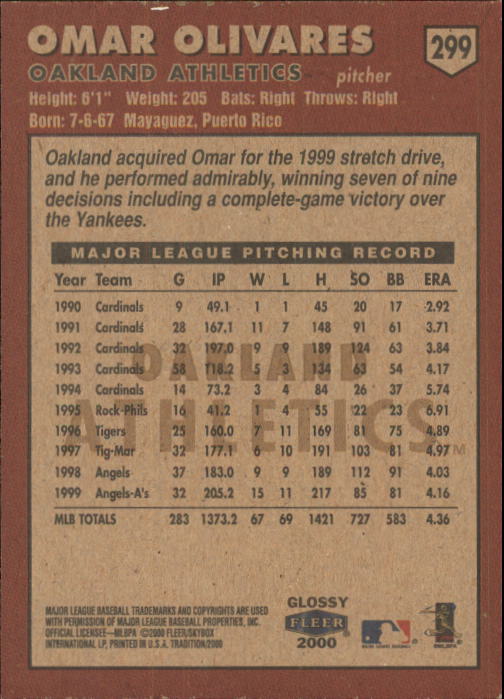 OMAR OLIVARES
299
OAKLAND ATHLETICS pitcher
Height: 6'1" Weight: 205 Bats: Right Throws: Right
Born: 7-6-67 Mayaguez, Puerto Rico
Oakland acquired Omar for the 1999 stretch drive,
and he performed admirably, winning seven of nine
decisions including a complete-game victory over
the Yankees.
MAJOR LEAGUE PITCHING RECORD
Year Team G IP W L H SO BB ERA
1990 Cardinals 9 49.1 1 1 45 20 17 2.92
1991 Cardinals 28 167.1 11 7 148 91 61 3.71
1992 Cardinals 32 197.0 9 9 189 124 63 3.84
1993 Cardinals 58 118.2 5 3 134 63 54 4.17
1994 Cardinals 14 73.2 3 4 84 26 37 5.74
1995 Rock-Phils 16 41.2 1 4 55 22 23 6.91
1996 Tigers 25 160.0 7 11 169 81 75 4.89
1997 Tig-Mar 32 177.1 6 10 191 103 81 4.97
1998 Angels 37 183.0 9 9 189 112 91 4.03
1999 Angels-A's 32 205.2 15 11 217 85 81 4.16
MLB TOTALS 283 1373.2 67 69 1421 727 583 4.36
OAKLAND
ATHLETICS TM
MAJOR LEAGUE BASEBALL TRADEMARKS AND COPYRIGHTS ARE USED
WITH PERMISSION OF MAJOR LEAGUE BASEBALL PROPERTIES, INC.
OFFICIAL LICENSEE—MLBPA ©2000 FLEER/SKYBOX
INTERNATIONAL LP, PRINTED IN U.S.A. TRADITION/2000
GLOSSY
FLEER
2000